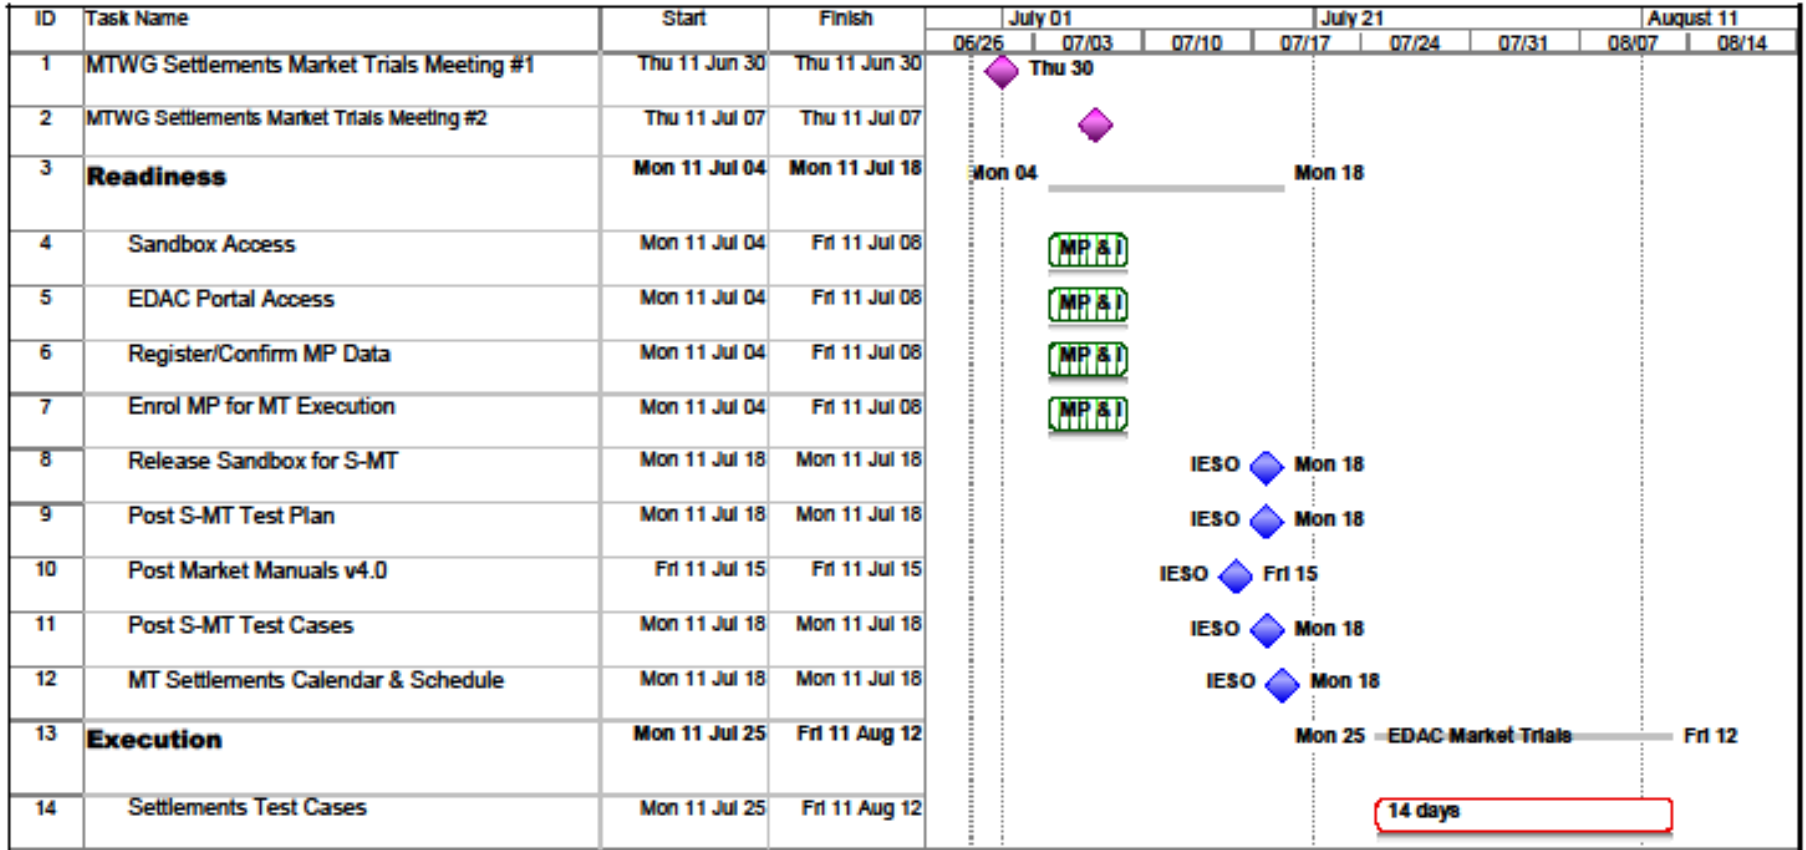 ID Task Name Start Finish July 01 July 21 August 11
06/26 07/03 07/10 07/17 07/24 07/31 08/07 08/14
1 MTWG Settlements Market Trials Meeting #1 Thu 11 Jun 30 Thu 11 Jun 30 Thu 30
2 MTWG Settlements Market Trials Meeting #2 Thu 11 Jul 07 Thu 11 Jul 07
3 Readiness Mon 11 Jul 04 Mon 11 Jul 18 Mon 04 Mon 18
4 Sandbox Access Mon 11 Jul 04 Fri 11 Jul 08 MP & I
5 EDAC Portal Access Mon 11 Jul 04 Fri 11 Jul 08 MP & I
6 Register/Confirm MP Data Mon 11 Jul 04 Fri 11 Jul 08 MP & I
7 Enrol MP for MT Execution Mon 11 Jul 04 Fri 11 Jul 08 MP & I
8 Release Sandbox for S-MT Mon 11 Jul 18 Mon 11 Jul 18 IESO Mon 18
9 Post S-MT Test Plan Mon 11 Jul 18 Mon 11 Jul 18 IESO Mon 18
10 Post Market Manuals v4.0 Fri 11 Jul 15 Fri 11 Jul 15 IESO Fri 15
11 Post S-MT Test Cases Mon 11 Jul 18 Mon 11 Jul 18 IESO Mon 18
12 MT Settlements Calendar & Schedule Mon 11 Jul 18 Mon 11 Jul 18 IESO Mon 18
13 Execution Mon 11 Jul 25 Fri 11 Aug 12 Mon 25 EDAC Market Trials Fri 12
14 Settlements Test Cases Mon 11 Jul 25 Fri 11 Aug 12 14 days